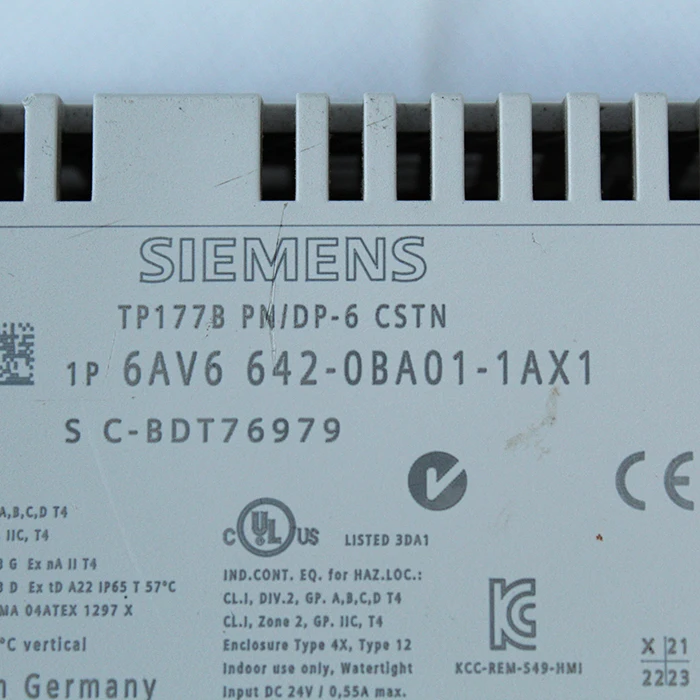 SIEMENS
TP177B PN/DP-6 CSTN
1P 6AV6 642-0BA01-1AX1
S C-BDT76979
A,B,C,D T4
IIC, T4
G Ex nA II T4
D Ex tD A22 IP65 T 57°C
04ATEX 1297 X
°C vertical
Germany
C UL US LISTED 3DA1
IND.CONT. EQ. for HAZ.LOC.:
CL.I, DIV.2, GP. A,B,C,D T4
CL.I, Zone 2, GP. IIC, T4
Enclosure Type 4X, Type 12
Indoor use only, Watertight
Input DC 24V / 0,55A max.
CE
KCC-REM-S49-HMI
X 21
22 23